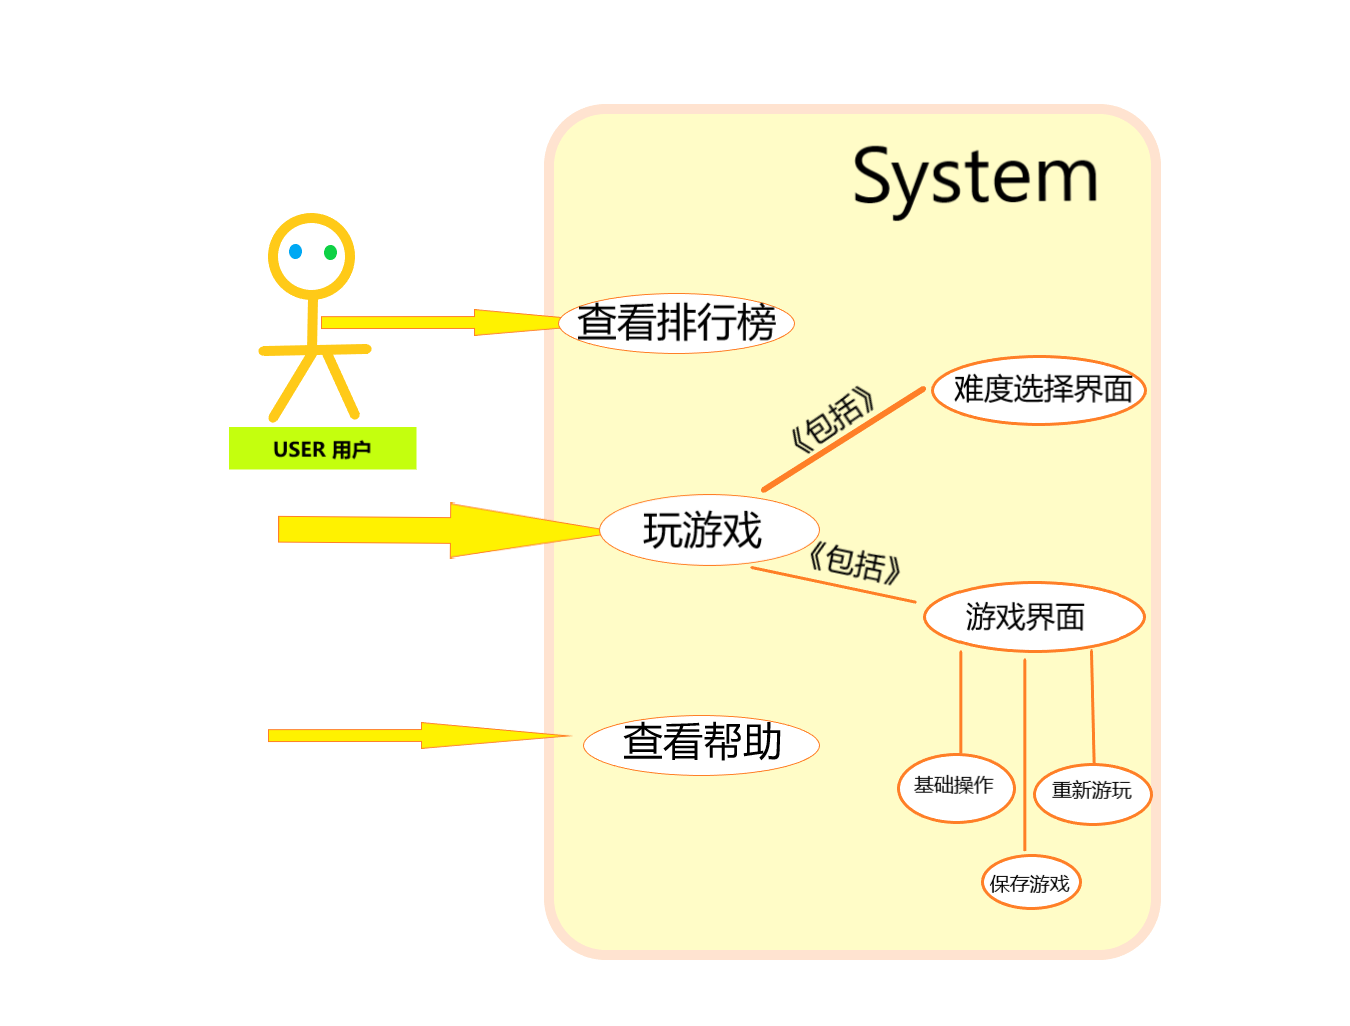 System
USER 用户
查看排行榜
难度选择界面
《包括》
玩游戏
《包括》
游戏界面
查看帮助
基础操作
重新游玩
保存游戏